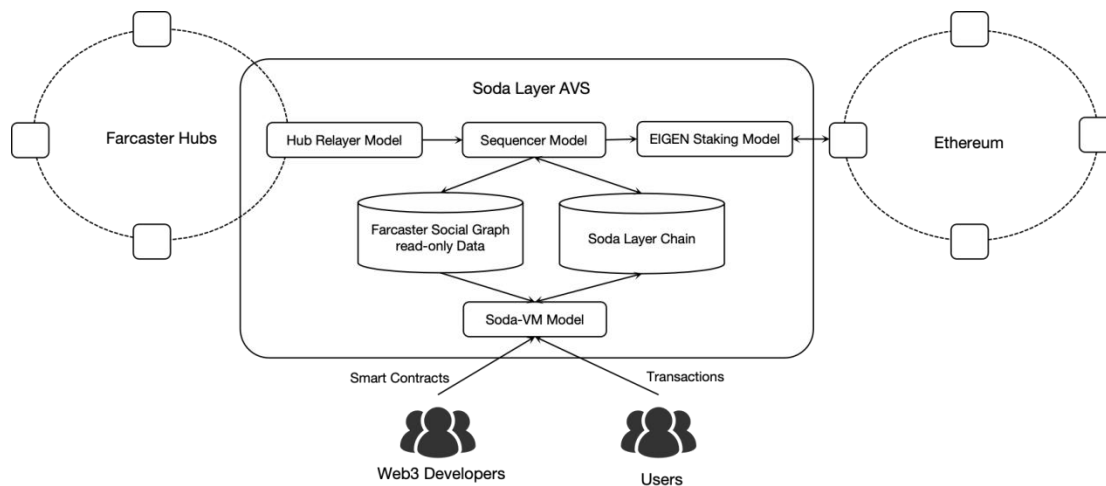 Soda Layer AVS
Farcaster Hubs
Hub Relayer Model
Sequencer Model
EIGEN Staking Model
Ethereum
Farcaster Social Graph
read-only Data
Soda Layer Chain
Soda-VM Model
Smart Contracts
Transactions
Web3 Developers
Users